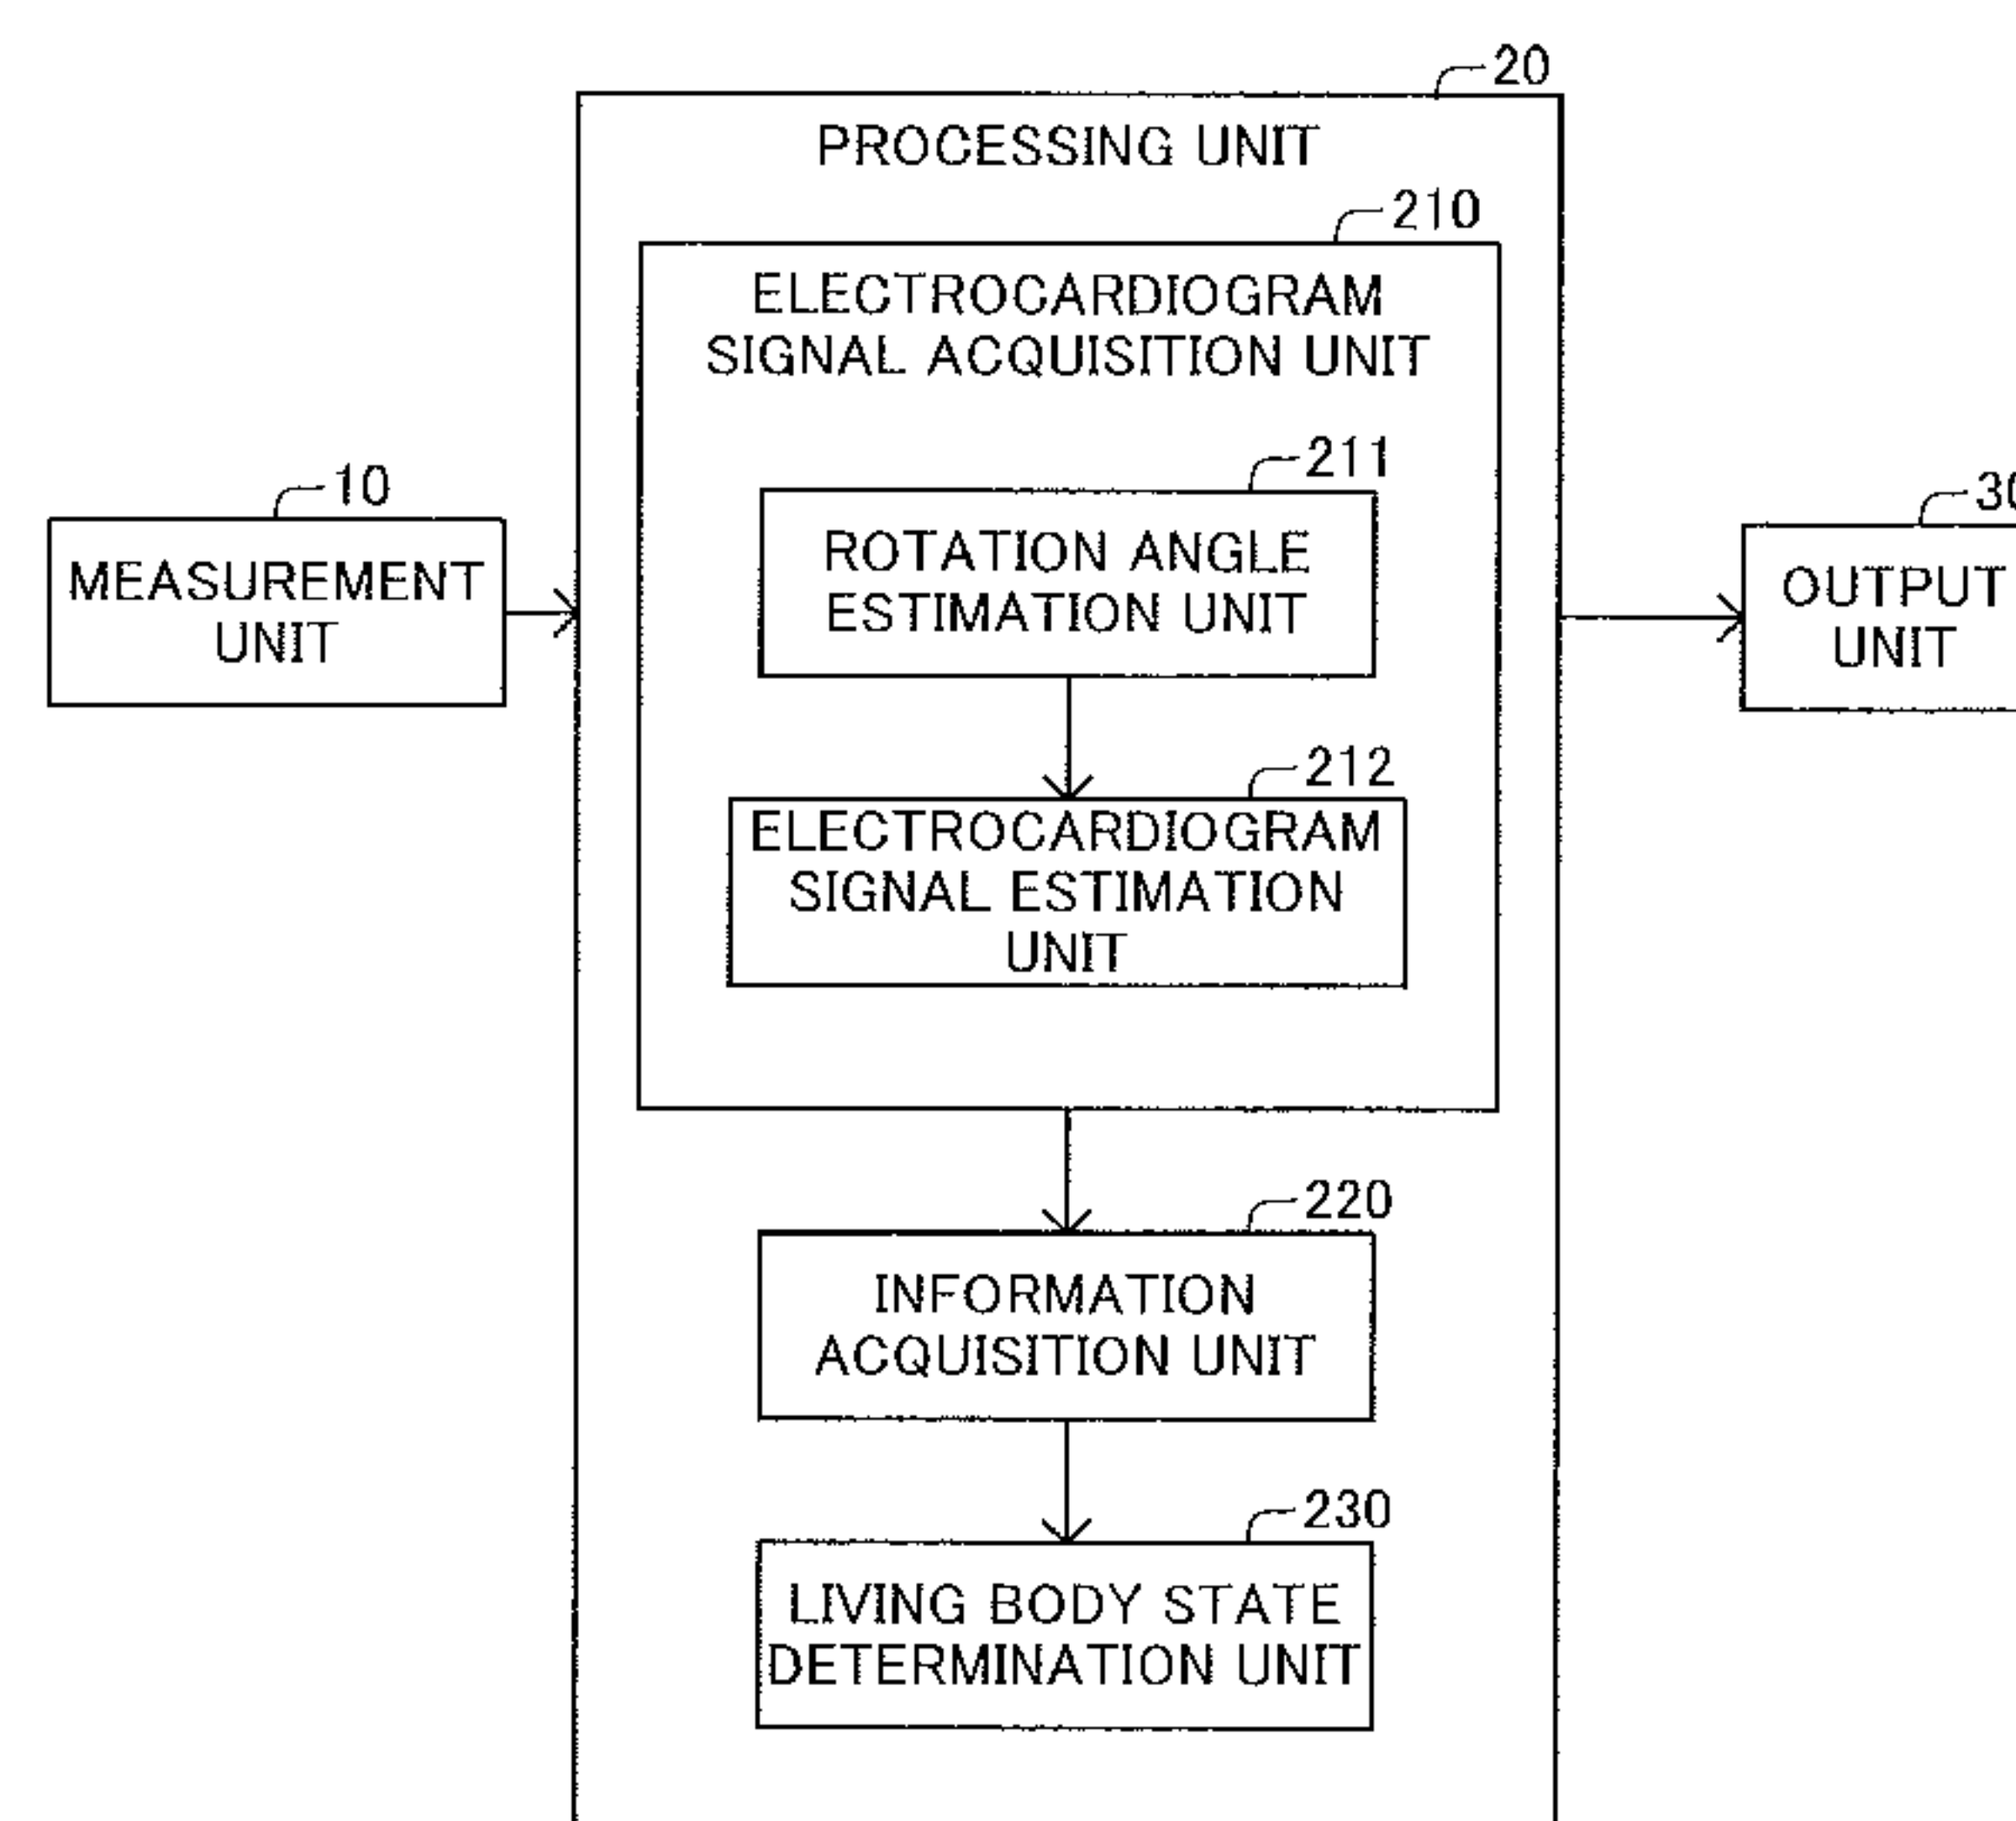 20
PROCESSING UNIT
210
ELECTROCARDIOGRAM
SIGNAL ACQUISITION UNIT
211
ROTATION ANGLE
ESTIMATION UNIT
212
ELECTROCARDIOGRAM
SIGNAL ESTIMATION
UNIT
10
MEASUREMENT
UNIT
30
OUTPUT
UNIT
220
INFORMATION
ACQUISITION UNIT
230
LIVING BODY STATE
DETERMINATION UNIT